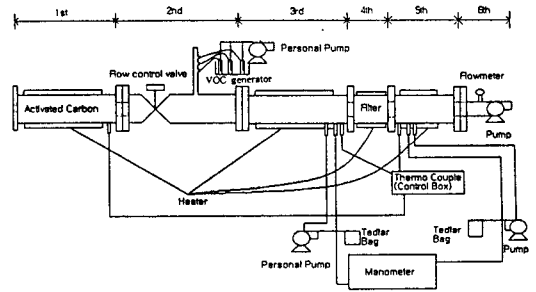 1st 2nd 3rd 4th 5th 6th
Personal Pump
Flow control valve
VOC generator
Flowmeter
Activated Carbon
Filter
Pump
Thermo Couple
(Control Box)
Heater
Tedlar
Bag
Tedlar
Bag
Pump
Personal Pump
Manometer